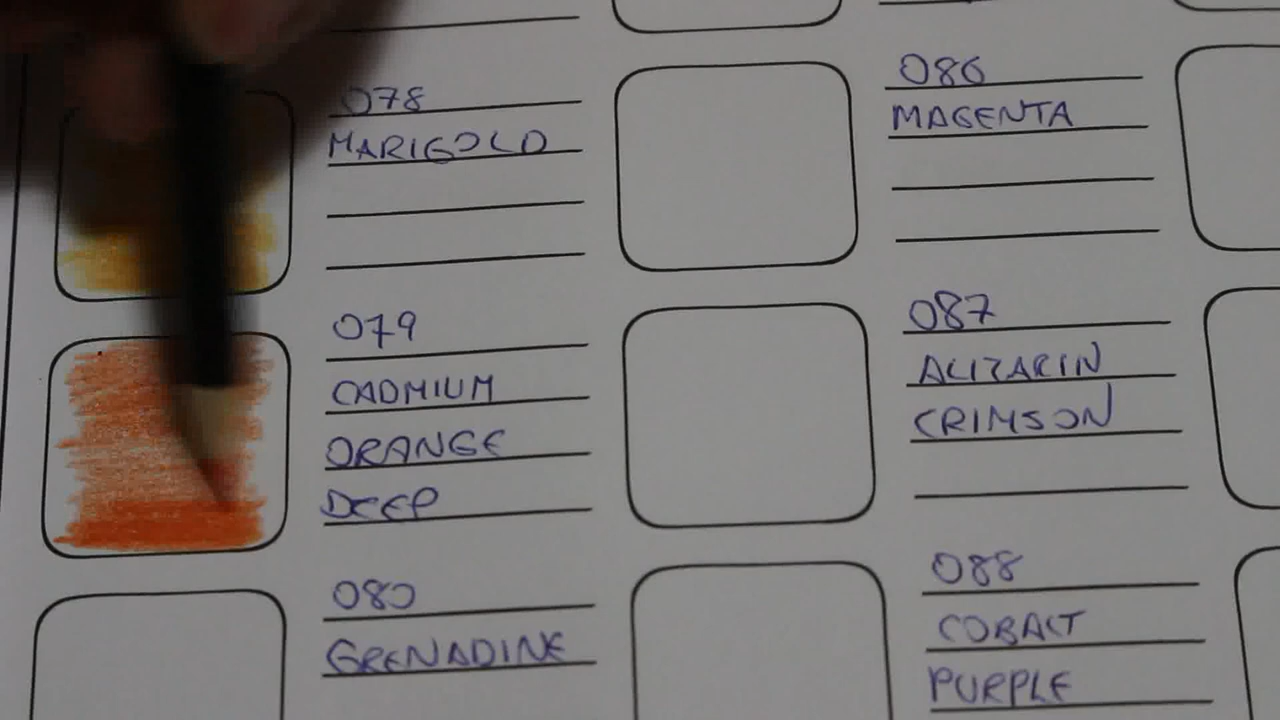 078
MARIGOLD
079
CADMIUM
ORANGE
DEEP
080
GRENADINE
086
MAGENTA
087
ALIZARIN
CRIMSON
088
COBALT
PURPLE